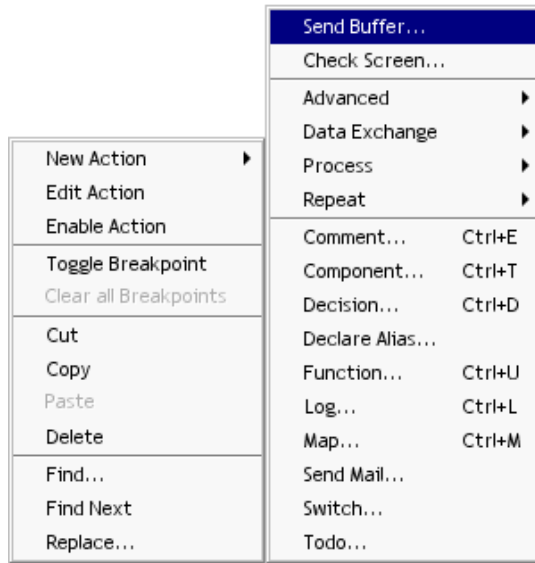 New Action
Edit Action
Enable Action
Toggle Breakpoint
Clear all Breakpoints
Cut
Copy
Paste
Delete
Find...
Find Next
Replace...
Send Buffer...
Check Screen...
Advanced
Data Exchange
Process
Repeat
Comment... Ctrl+E
Component... Ctrl+T
Decision... Ctrl+D
Declare Alias...
Function... Ctrl+U
Log... Ctrl+L
Map... Ctrl+M
Send Mail...
Switch...
Todo...